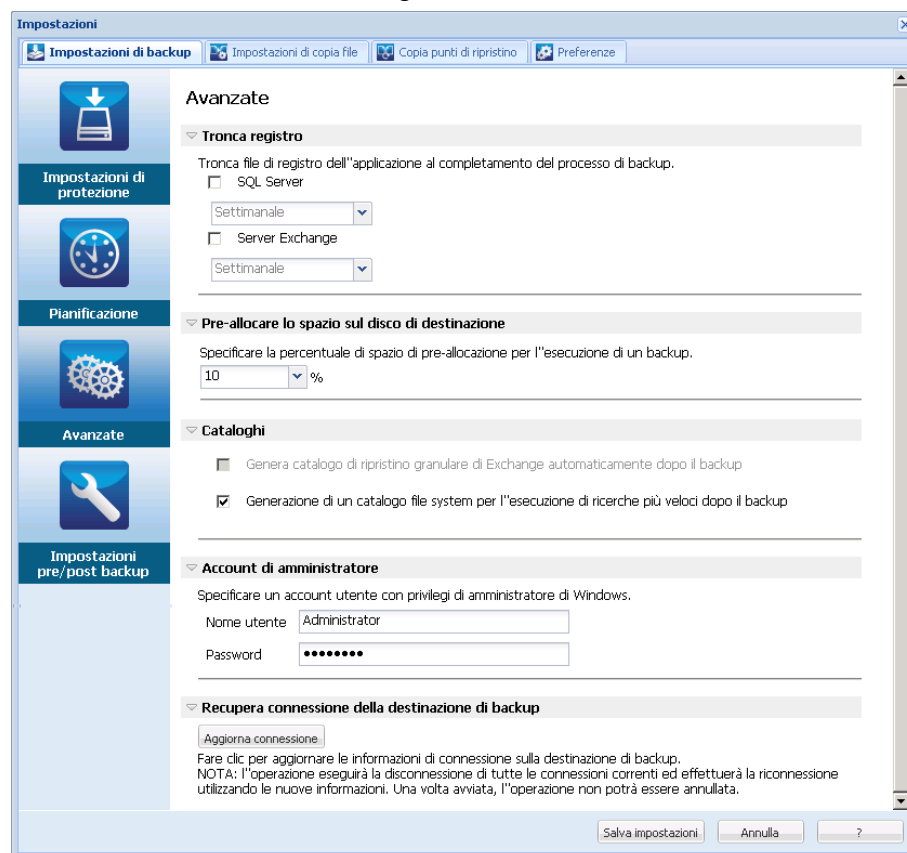 Impostazioni
Impostazioni di backup
Impostazioni di copia file
Copia punti di ripristino
Preferenze
Impostazioni di
protezione
Pianificazione
Avanzate
Impostazioni
pre/post backup
Avanzate
Tronca registro
Tronca file di registro dell''applicazione al completamento del processo di backup.
SQL Server
Settimanale
Server Exchange
Settimanale
Pre-allocare lo spazio sul disco di destinazione
Specificare la percentuale di spazio di pre-allocazione per l''esecuzione di un backup.
10 %
Cataloghi
Genera catalogo di ripristino granulare di Exchange automaticamente dopo il backup
Generazione di un catalogo file system per l''esecuzione di ricerche più veloci dopo il backup
Account di amministratore
Specificare un account utente con privilegi di amministratore di Windows.
Nome utente Administrator
Password ••••••••
Recupera connessione della destinazione di backup
Aggiorna connessione
Fare clic per aggiornare le informazioni di connessione sulla destinazione di backup.
NOTA: l''operazione eseguirà la disconnessione di tutte le connessioni correnti ed effettuerà la riconnessione
utilizzando le nuove informazioni. Una volta avviata, l''operazione non potrà essere annullata.
Salva impostazioni
Annulla
?